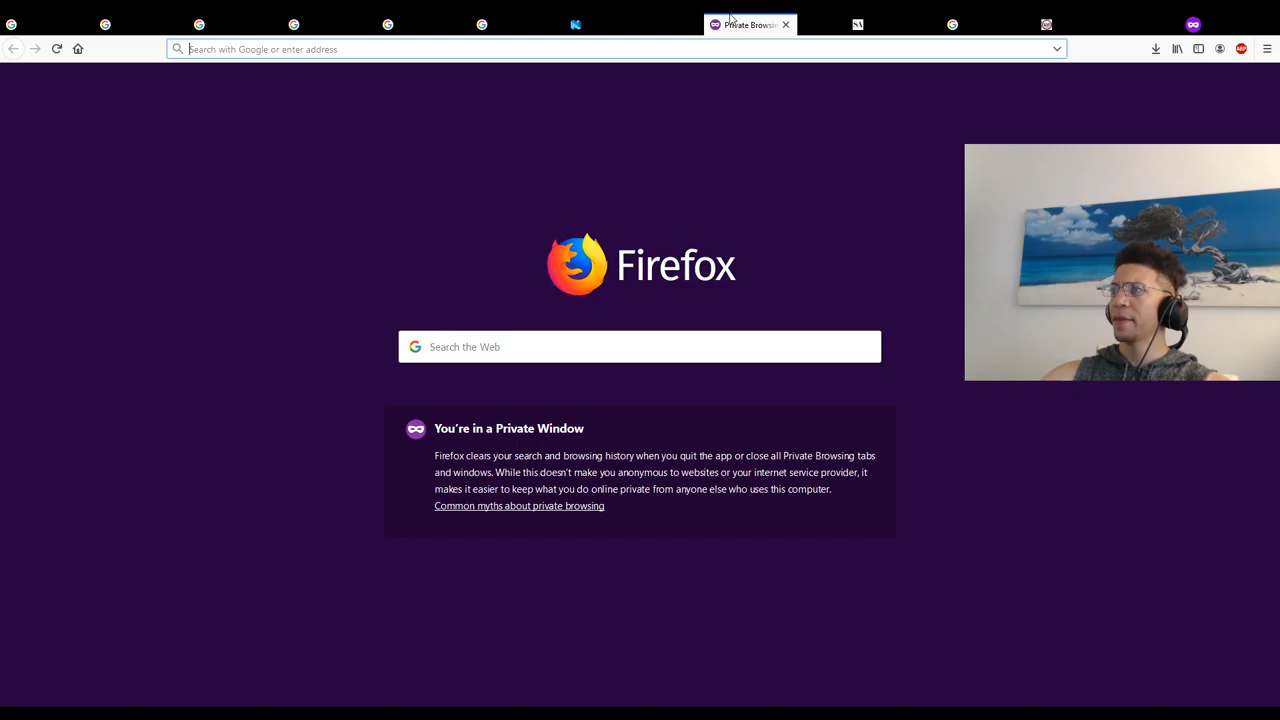 Private Browsin
SA
Search with Google or enter address
ABP
Firefox
G Search the Web
You're in a Private Window
Firefox clears your search and browsing history when you quit the app or close all Private Browsing tabs
and windows. While this doesn't make you anonymous to websites or your internet service provider, it
makes it easier to keep what you do online private from anyone else who uses this computer.
Common myths about private browsing